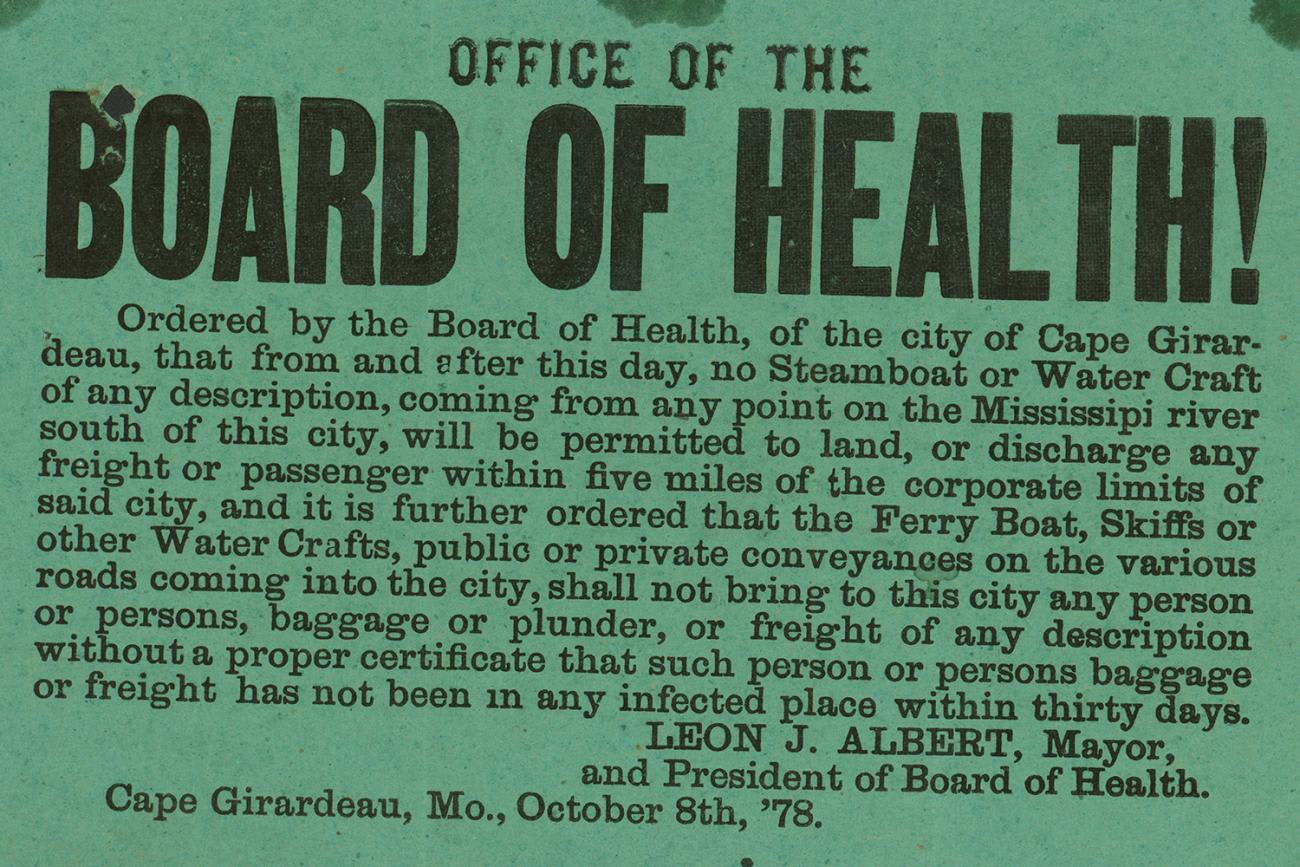 OFFICE OF THE
BOARD OF HEALTH!
Ordered by the Board of Health, of the city of Cape Girar-
deau, that from and after this day, no Steamboat or Water Craft
of any description, coming from any point on the Mississipi river
south of this city, will be permitted to land, or discharge any
freight or passenger within five miles of the corporate limits of
said city, and it is further ordered that the Ferry Boat, Skiffs or
other Water Crafts, public or private conveyances on the various
roads coming into the city, shall not bring to this city any person
or persons, baggage or plunder, or freight of any description
without a proper certificate that such person or persons baggage
or freight has not been in any infected place within thirty days.
LEON J. ALBERT, Mayor,
and President of Board of Health.
Cape Girardeau, Mo., October 8th, '78.